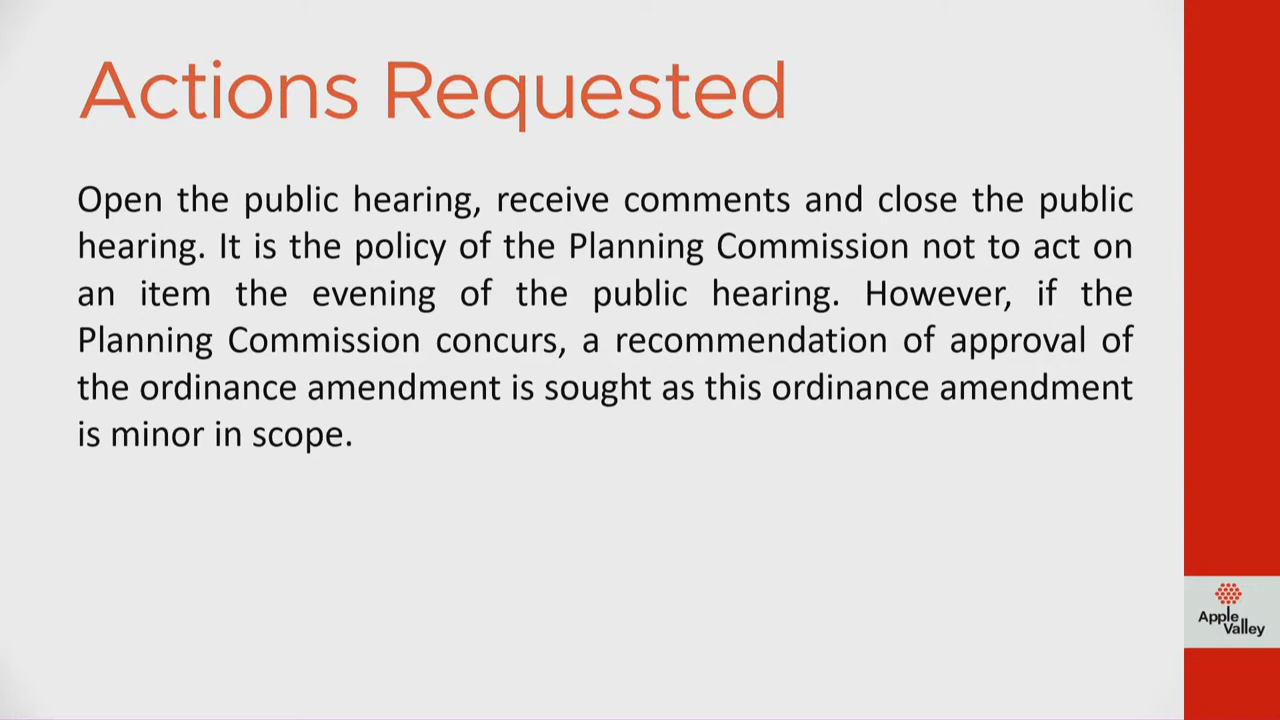 Actions Requested
Open the public hearing, receive comments and close the public
hearing. It is the policy of the Planning Commission not to act on
an item the evening of the public hearing. However, if the
Planning Commission concurs, a recommendation of approval of
the ordinance amendment is sought as this ordinance amendment
is minor in scope.
Apple
Valley